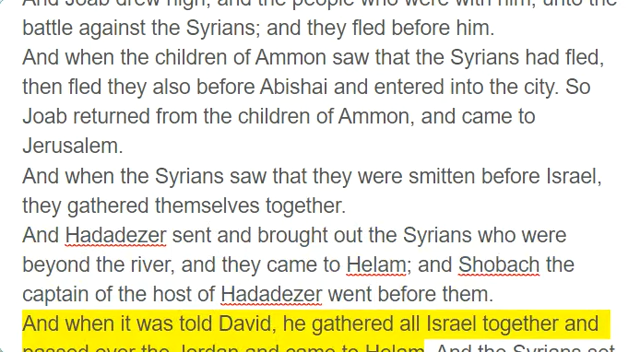 And Joab drew nigh, and the people who were with him, unto the
battle against the Syrians; and they fled before him.
And when the children of Ammon saw that the Syrians had fled,
then fled they also before Abishai and entered into the city. So
Joab returned from the children of Ammon, and came to
Jerusalem.
And when the Syrians saw that they were smitten before Israel,
they gathered themselves together.
And Hadadezer sent and brought out the Syrians who were
beyond the river, and they came to Helam; and Shobach the
captain of the host of Hadadezer went before them.
And when it was told David, he gathered all Israel together and
passed over the Jordan and came to Helam. And the Syrians set